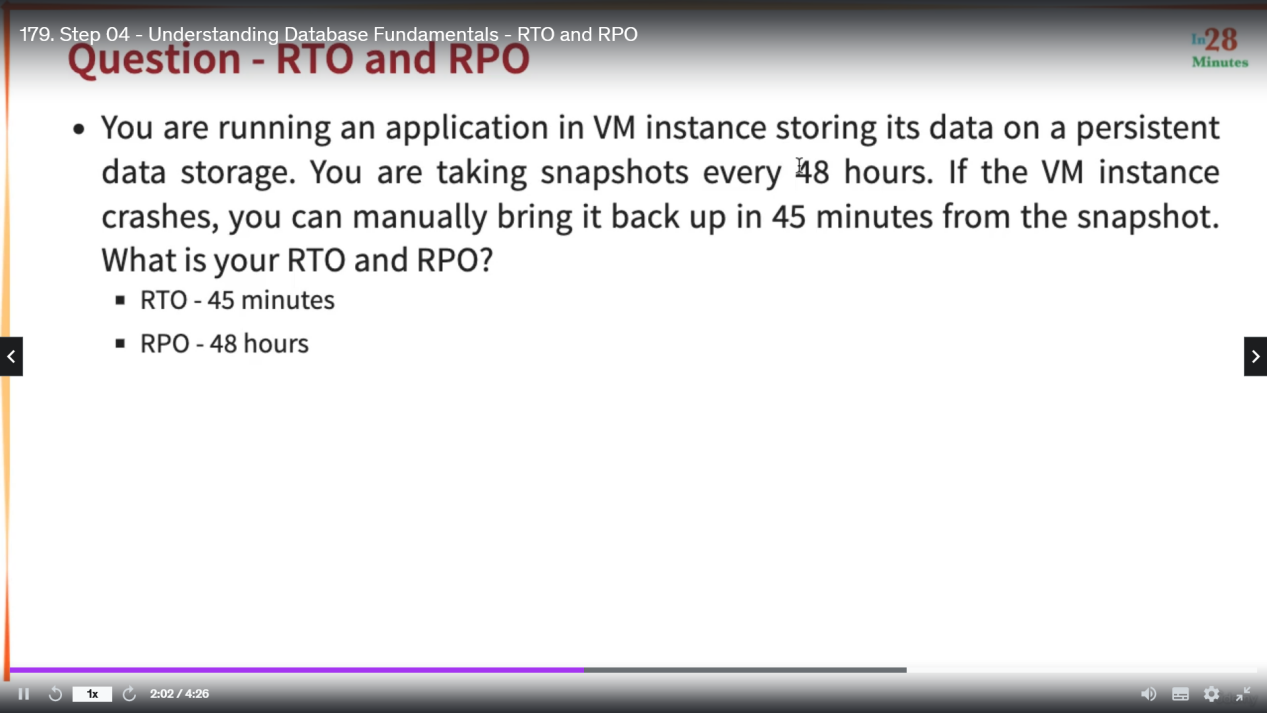 179. Step 04 - Understanding Database Fundamentals - RTO and RPO
Question - RTO and RPO
In28
Minutes
• You are running an application in VM instance storing its data on a persistent
data storage. You are taking snapshots every 48 hours. If the VM instance
crashes, you can manually bring it back up in 45 minutes from the snapshot.
What is your RTO and RPO?
▪ RTO - 45 minutes
▪ RPO - 48 hours
1x
2:02 / 4:26